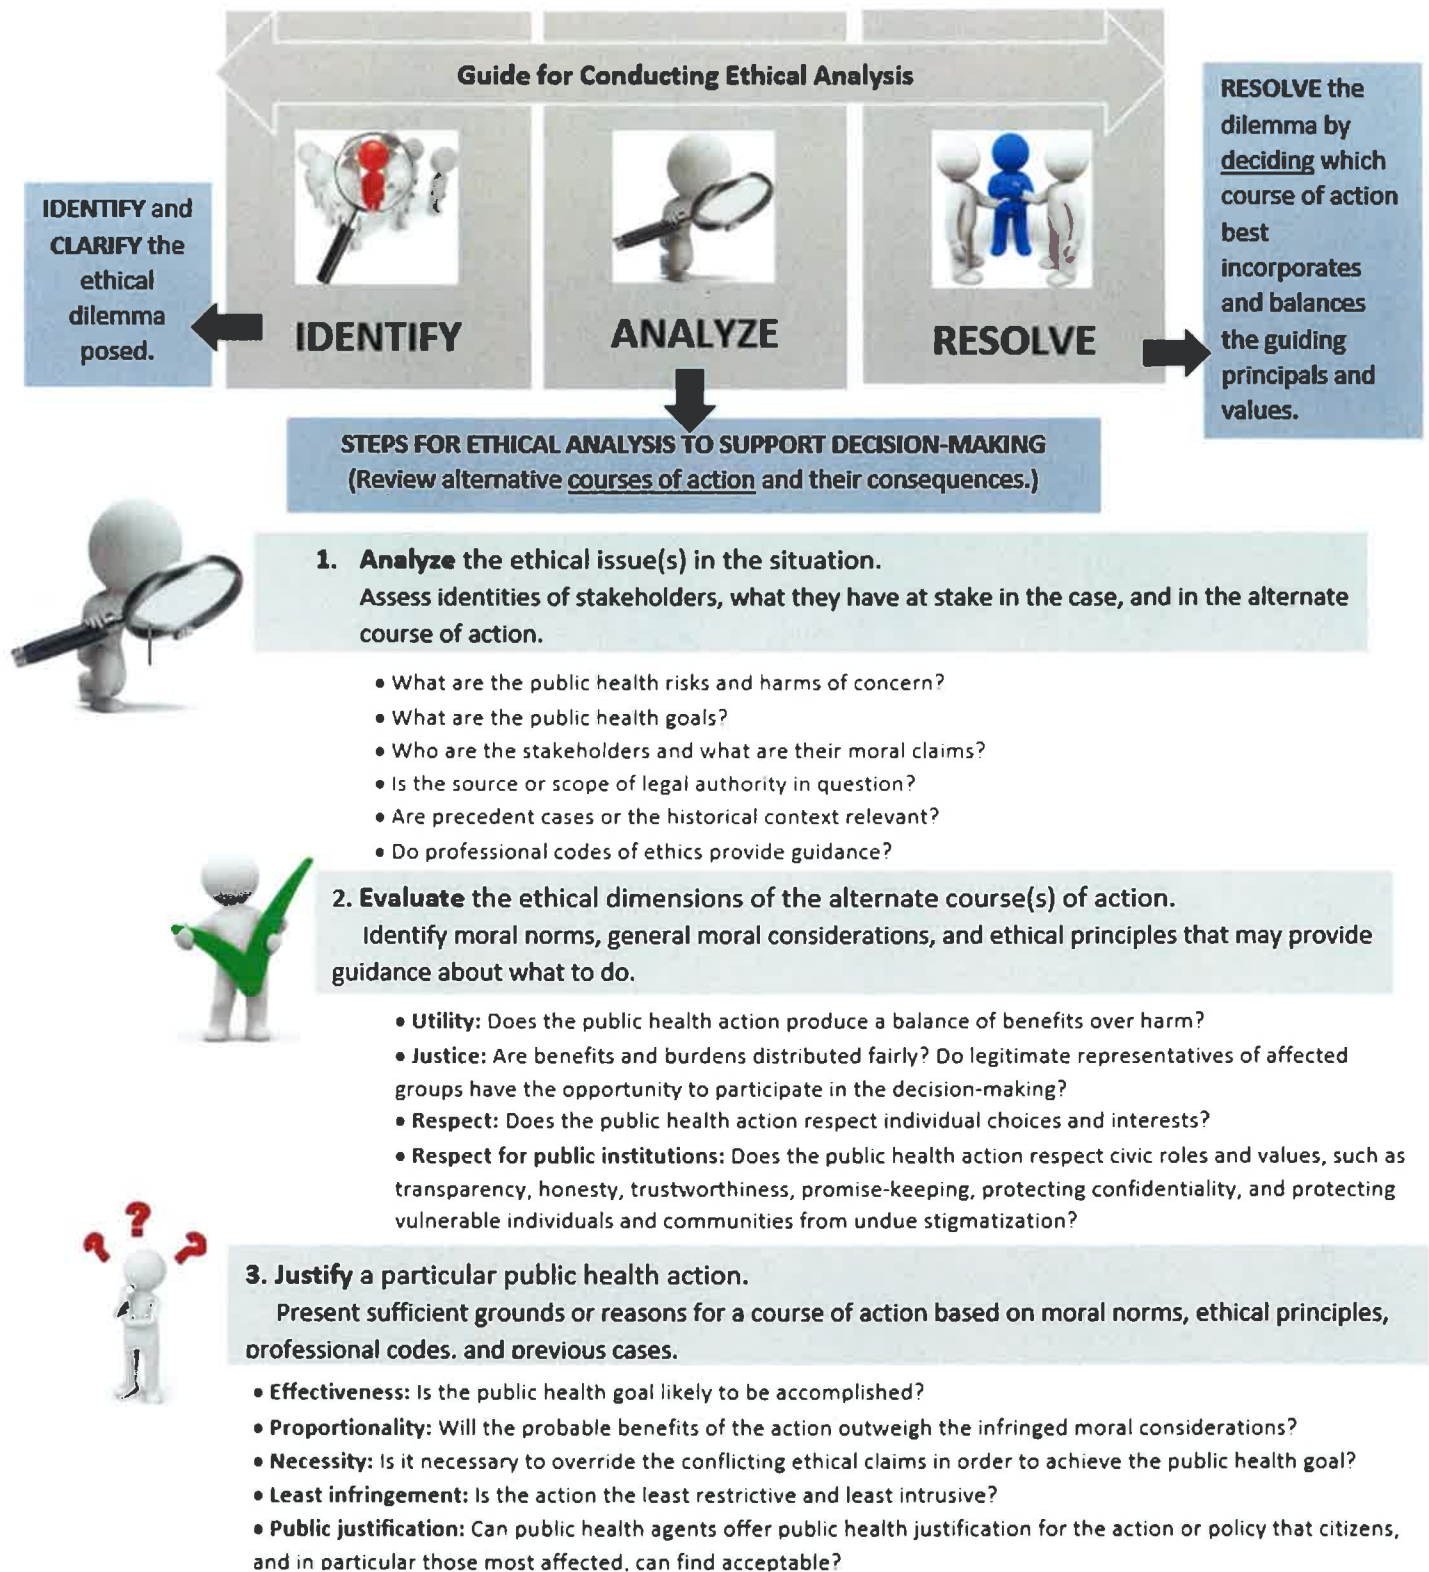 Guide for Conducting Ethical Analysis
IDENTIFY and
CLARIFY the
ethical
dilemma
posed.
IDENTIFY
ANALYZE
RESOLVE
RESOLVE the
dilemma by
deciding which
course of action
best
incorporates
and balances
the guiding
principals and
values.
STEPS FOR ETHICAL ANALYSIS TO SUPPORT DECISION-MAKING
(Review alternative courses of action and their consequences.)
1. Analyze the ethical issue(s) in the situation.
Assess identities of stakeholders, what they have at stake in the case, and in the alternate
course of action.
• What are the public health risks and harms of concern?
• What are the public health goals?
• Who are the stakeholders and what are their moral claims?
• Is the source or scope of legal authority in question?
• Are precedent cases or the historical context relevant?
• Do professional codes of ethics provide guidance?
2. Evaluate the ethical dimensions of the alternate course(s) of action.
Identify moral norms, general moral considerations, and ethical principles that may provide
guidance about what to do.
• Utility: Does the public health action produce a balance of benefits over harm?
• Justice: Are benefits and burdens distributed fairly? Do legitimate representatives of affected
groups have the opportunity to participate in the decision-making?
• Respect: Does the public health action respect individual choices and interests?
• Respect for public institutions: Does the public health action respect civic roles and values, such as
transparency, honesty, trustworthiness, promise-keeping, protecting confidentiality, and protecting
vulnerable individuals and communities from undue stigmatization?
3. Justify a particular public health action.
Present sufficient grounds or reasons for a course of action based on moral norms, ethical principles,
professional codes, and previous cases.
• Effectiveness: Is the public health goal likely to be accomplished?
• Proportionality: Will the probable benefits of the action outweigh the infringed moral considerations?
• Necessity: Is it necessary to override the conflicting ethical claims in order to achieve the public health goal?
• Least infringement: Is the action the least restrictive and least intrusive?
• Public justification: Can public health agents offer public health justification for the action or policy that citizens,
and in particular those most affected, can find acceptable?